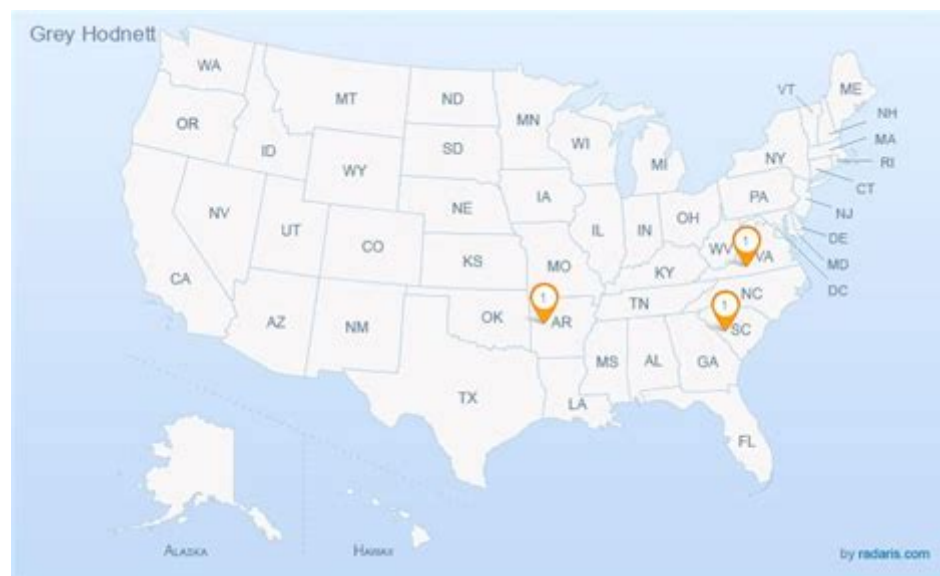 Grey Hodnett
WA
MT
ND
MN
VT
ME
NH
OR
ID
SD
WI
MI
NY
MA
RI
WY
CT
NV
NE
IA
PA
NJ
UT
CO
IL
IN
OH
DE
WV
1
VA
MD
CA
KS
MO
KY
DC
AZ
NM
OK
1
AR
TN
NC
1
SC
MS
AL
GA
TX
LA
FL
ALASKA
HAWAII
by radaris.com